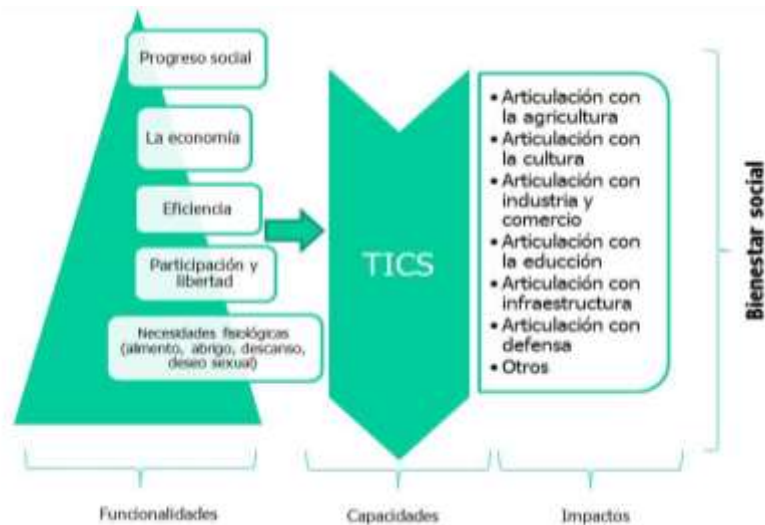 Progreso social
La economía
Eficiencia
Participación y
libertad
Necesidades fisiológicas
(alimento, abrigo, descanso,
deseo sexual)
TICS
• Articulación con
la agricultura
• Articulación con
la cultura
• Articulación con
industria y
comercio
• Articulación con
la educción
• Articulación con
infraestructura
• Articulación con
defensa
• Otros
Bienestar social
Funcionalidades
Capacidades
Impactos